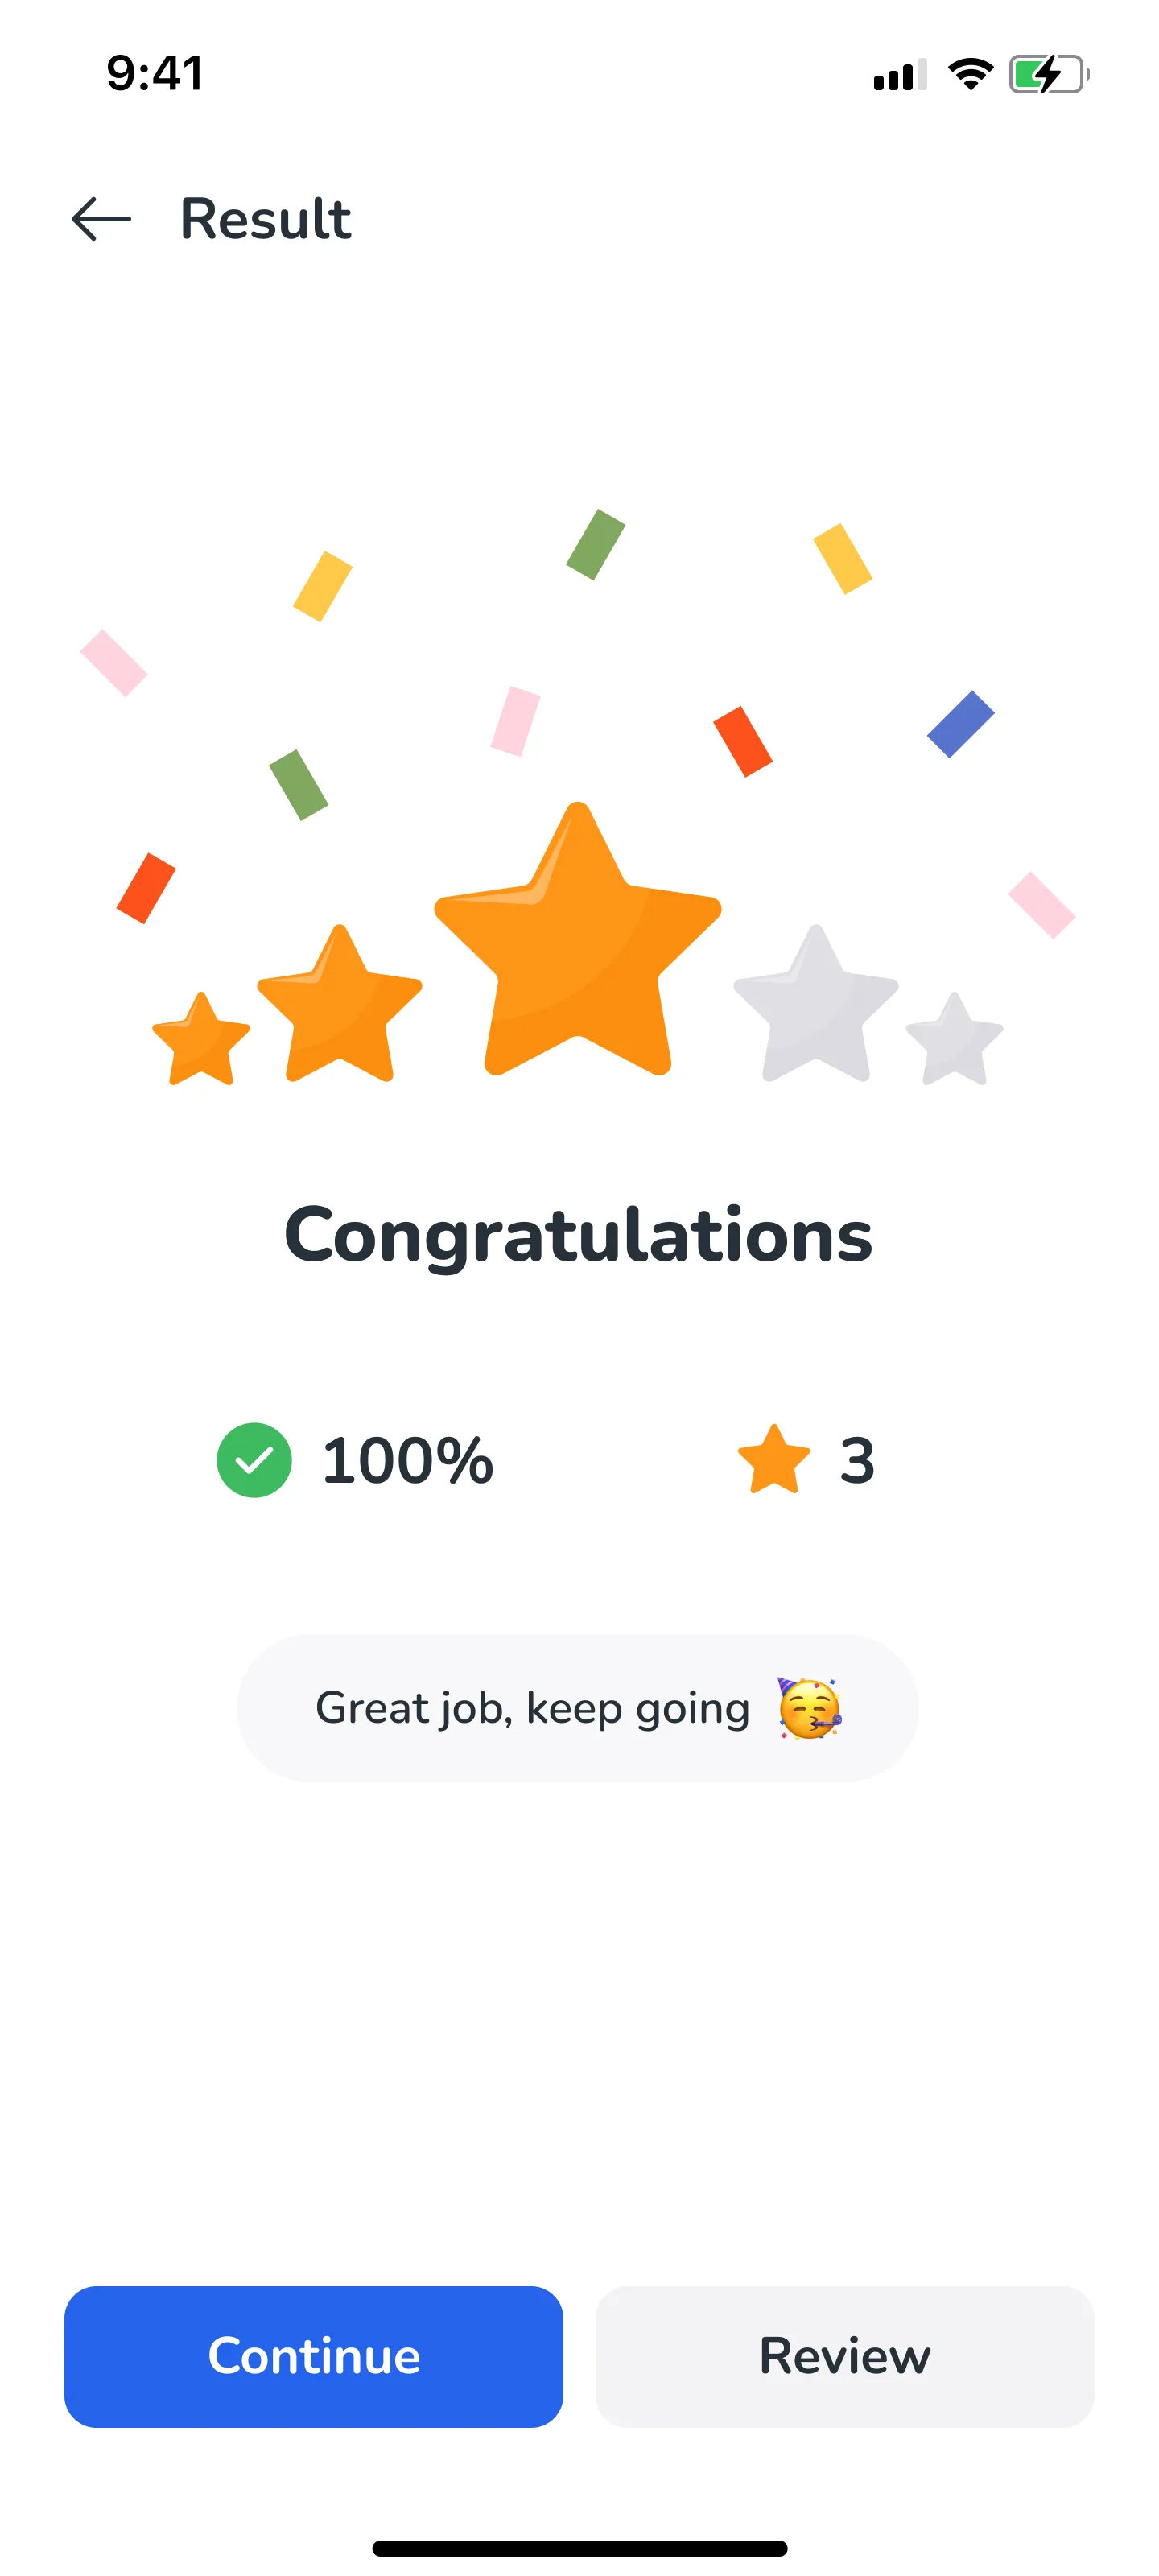 9:41
Result
Congratulations
100%
3
Great job, keep going 🥳
Continue
Review